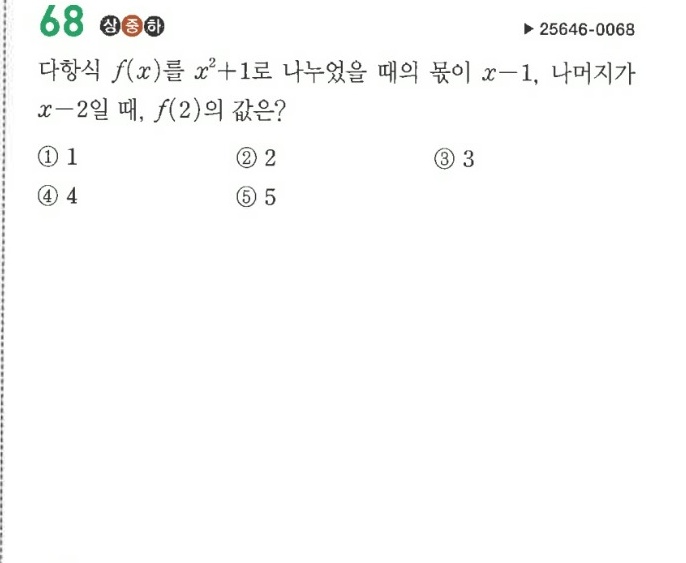 68 상 중 하 ▶ 25646-0068
다항식 f(x)를 x²+1로 나누었을 때의 몫이 x-1, 나머지가
x-2일 때, f(2)의 값은?
① 1 ② 2 ③ 3
④ 4 ⑤ 5